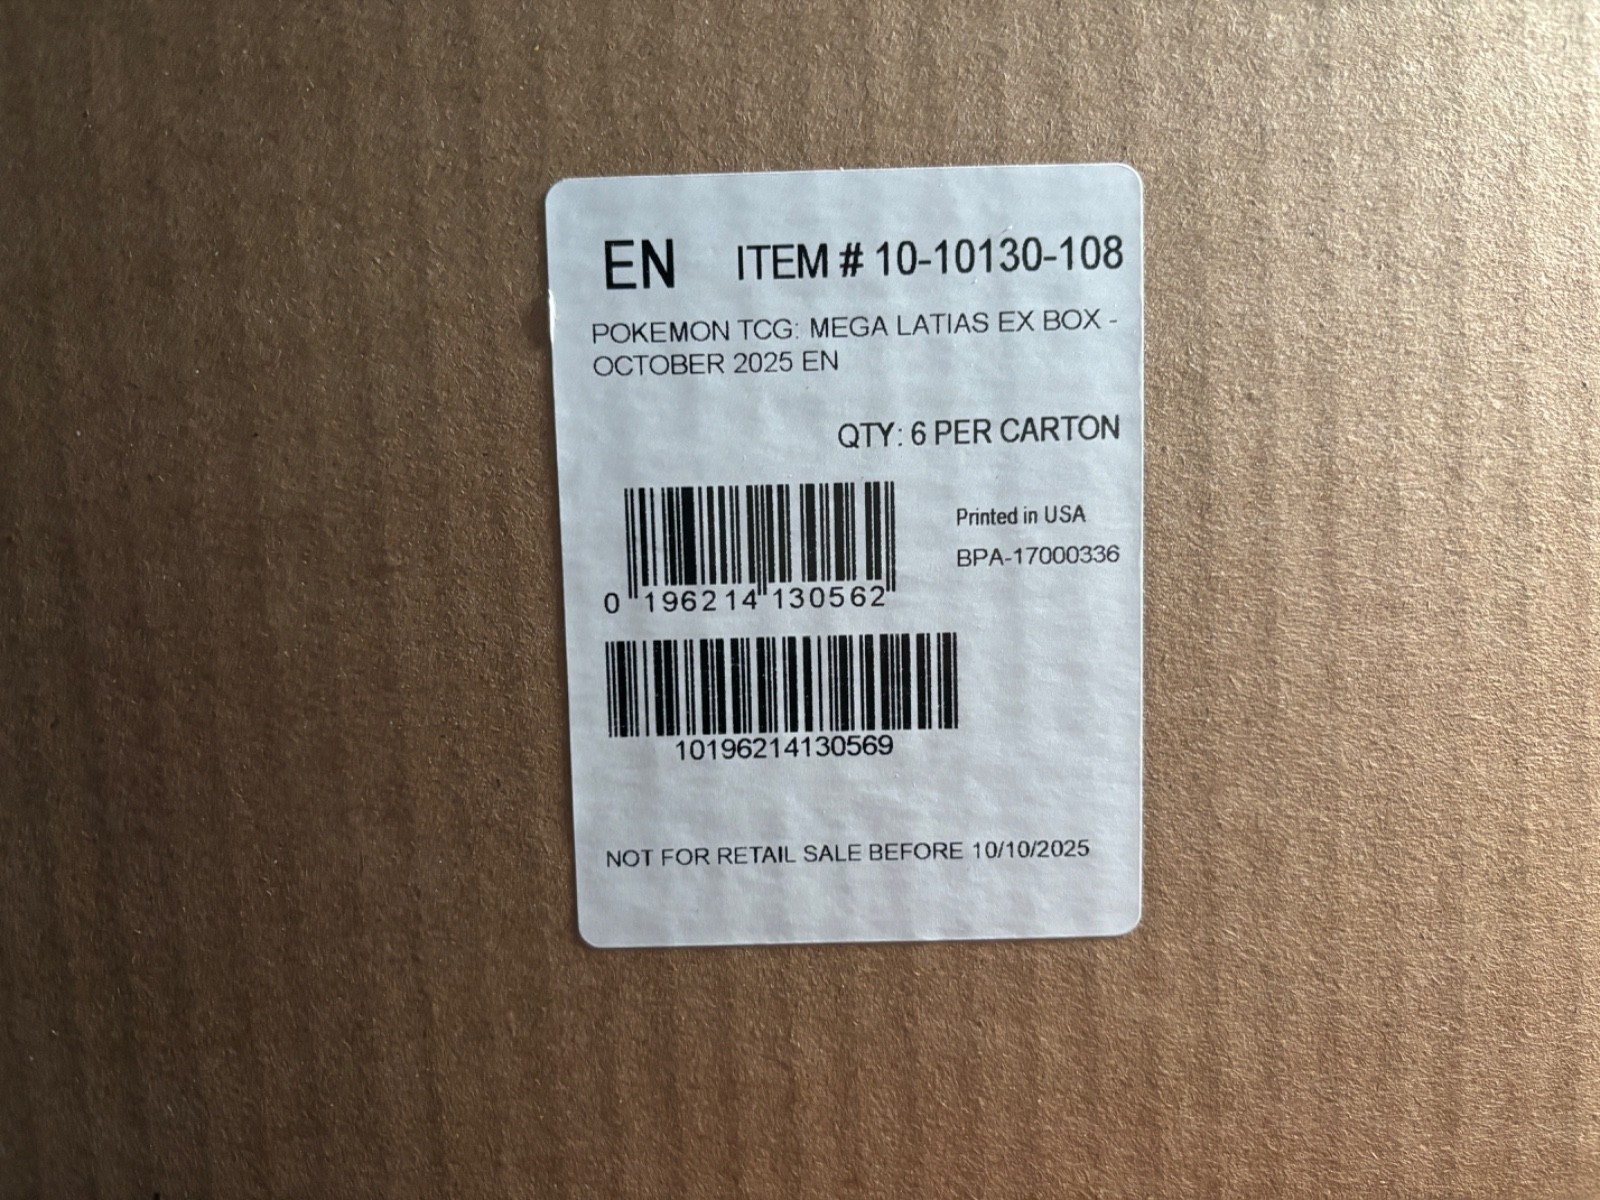 EN ITEM # 10-10130-108
POKEMON TCG: MEGA LATIAS EX BOX -
OCTOBER 2025 EN
QTY: 6 PER CARTON
Printed in USA
BPA-17000336
0 196214 130562
10196214130569
NOT FOR RETAIL SALE BEFORE 10/10/2025